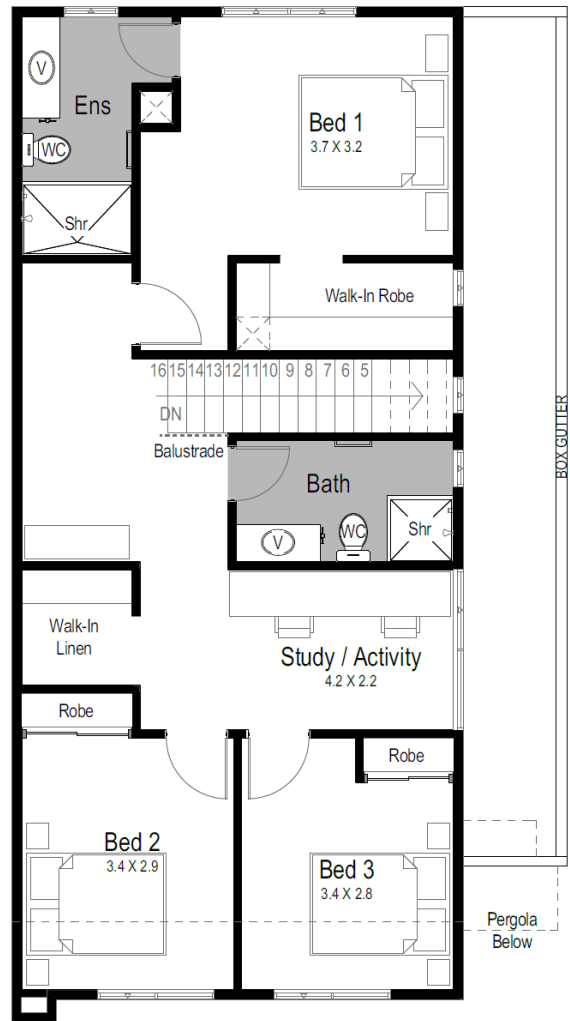 V
Ens
WC
Shr
Bed 1
3.7 X 3.2
Walk-In Robe
16 15 14 13 12 11 10 9 8 7 6 5
DN
Balustrade
BOX GUTTER
Bath
V
WC
Shr
Walk-In
Linen
Study / Activity
4.2 X 2.2
Robe
Robe
Bed 2
3.4 X 2.9
Bed 3
3.4 X 2.8
Pergola
Below